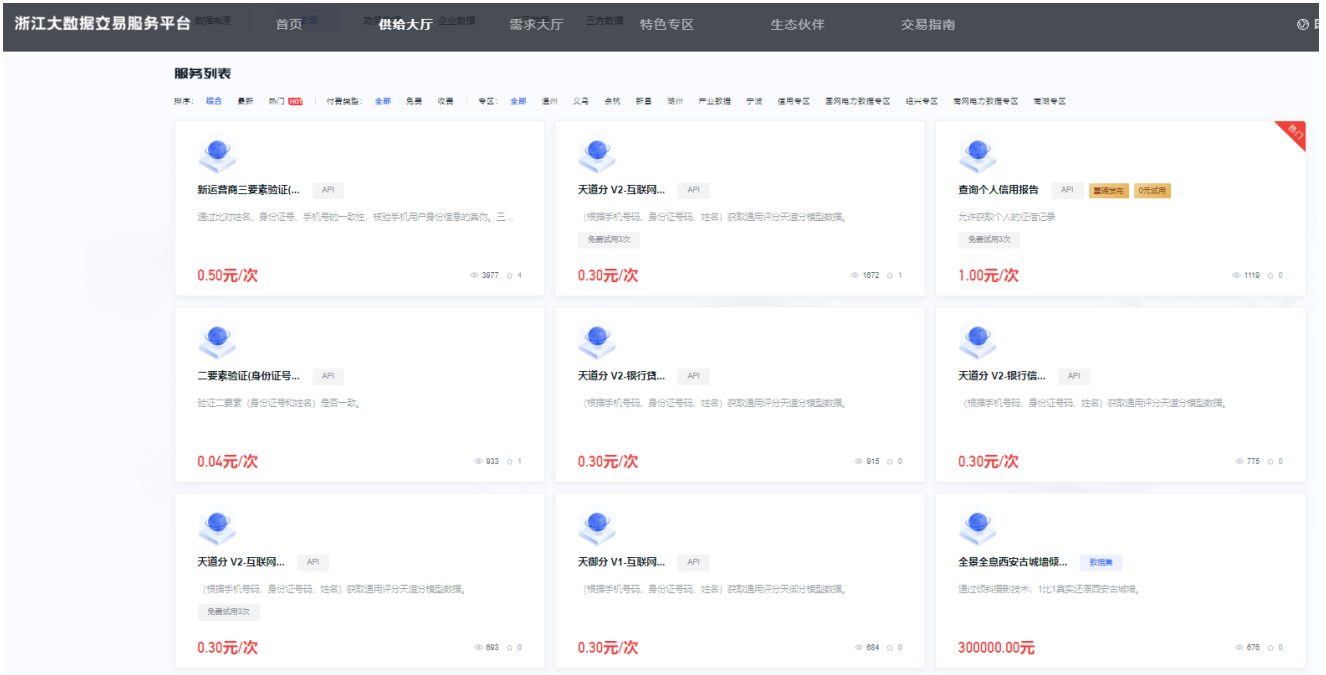 浙江大数据交易服务平台 首页 供给大厅 需求大厅 特色专区 生态伙伴 交易指南
数据来源 企业数据 三方数据
服务列表
排序: 综合 最新 热门 HOT 付费类型: 全部 免费 收费 专区: 全部 温州 义乌 余杭 新昌 湖州 产业数据 宁波 信用专区 国网电力数据专区 绍兴专区 南网电力数据专区 南湖专区
热门
新运营商三要素验证(... API
通过比对姓名、身份证号、手机号的一致性,核验手机用户身份信息的真伪。三...
0.50元/次 3977 4
天道分 V2-互联网... API
(根据手机号码、身份证号码、姓名)获取通用评分天道分模型数据。
免费试用3次
0.30元/次 1672 1
查询个人信用报告 API 重磅发布 0元试用
允许获取个人的征信记录
免费试用3次
1.00元/次 1119 0
二要素验证(身份证号... API
验证二要素(身份证号和姓名)是否一致。
0.04元/次 933 1
天道分 V2-银行贷... API
(根据手机号码、身份证号码、姓名)获取通用评分天道分模型数据。
0.30元/次 915 0
天道分 V2-银行信... API
(根据手机号码、身份证号码、姓名)获取通用评分天道分模型数据。
0.30元/次 775 0
天道分 V2-互联网... API
(根据手机号码、身份证号码、姓名)获取通用评分天道分模型数据。
免费试用3次
0.30元/次 693 0
天御分 V1-互联网... API
(根据手机号码、身份证号码、姓名)获取通用评分天御分模型数据。
0.30元/次 684 0
全景全息西安古城墙倾... 数据集
通过倾斜摄影技术,1比1真实还原西安古城墙。
300000.00元 676 0